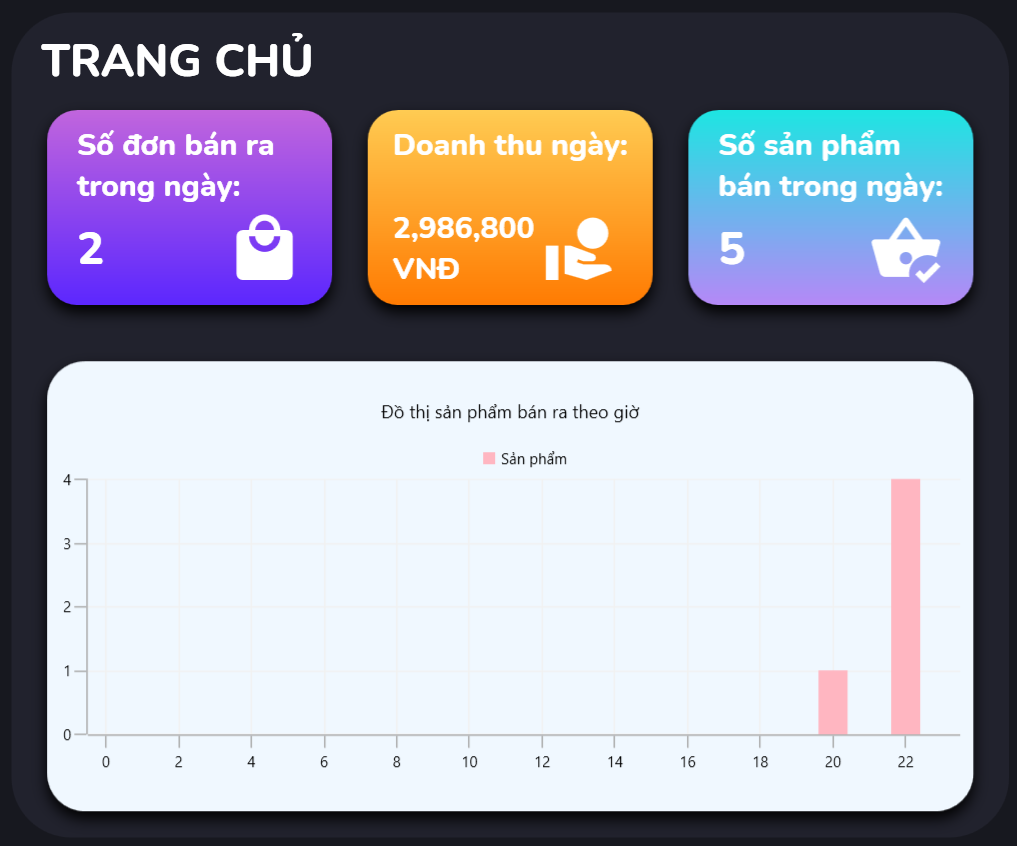 TRANG CHỦ
Số đơn bán ra
trong ngày:
2
Doanh thu ngày:
2,986,800
VNĐ
Số sản phẩm
bán trong ngày:
5
Đồ thị sản phẩm bán ra theo giờ
Sản phẩm
4
3
2
1
0
0 2 4 6 8 10 12 14 16 18 20 22